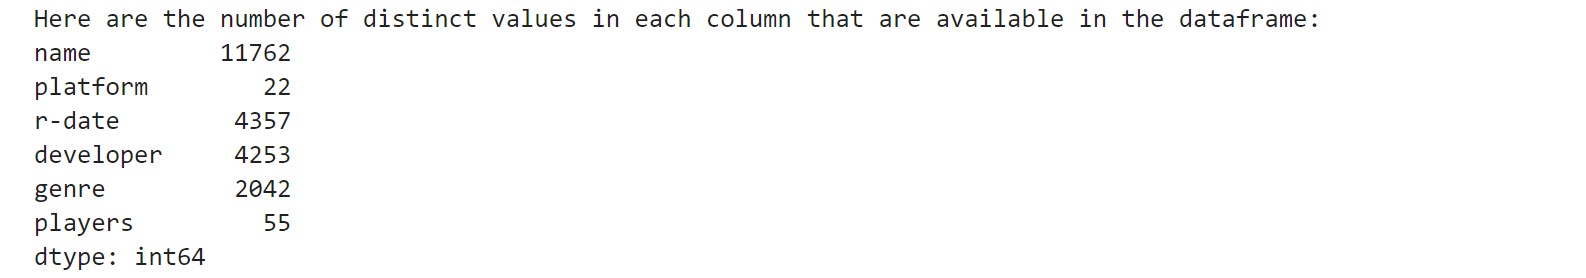 Here are the number of distinct values in each column that are available in the dataframe:
name         11762
platform        22
r-date        4357
developer     4253
genre         2042
players         55
dtype: int64